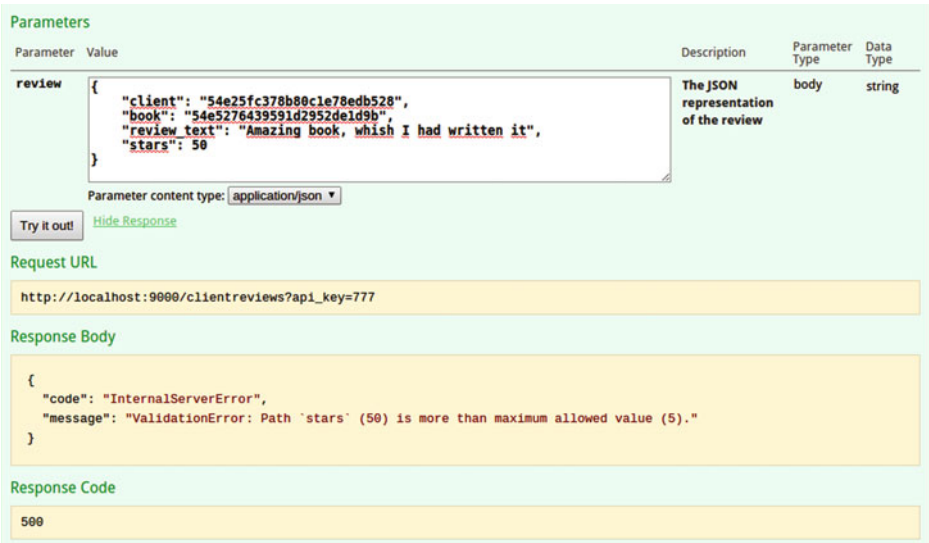 Parameters
Parameter Value Description Parameter Type Data Type
review
{
"client": "54e25fc378b80c1e78edb528",
"book": "54e5276439591d2952de1d9b",
"review_text": "Amazing book, whish I had written it",
"stars": 50
}
The JSON
representation
of the review
body
string
Parameter content type: application/json
Try it out! Hide Response
Request URL
http://localhost:9000/clientreviews?api_key=777
Response Body
{
"code": "InternalServerError",
"message": "ValidationError: Path `stars` (50) is more than maximum allowed value (5)."
}
Response Code
500